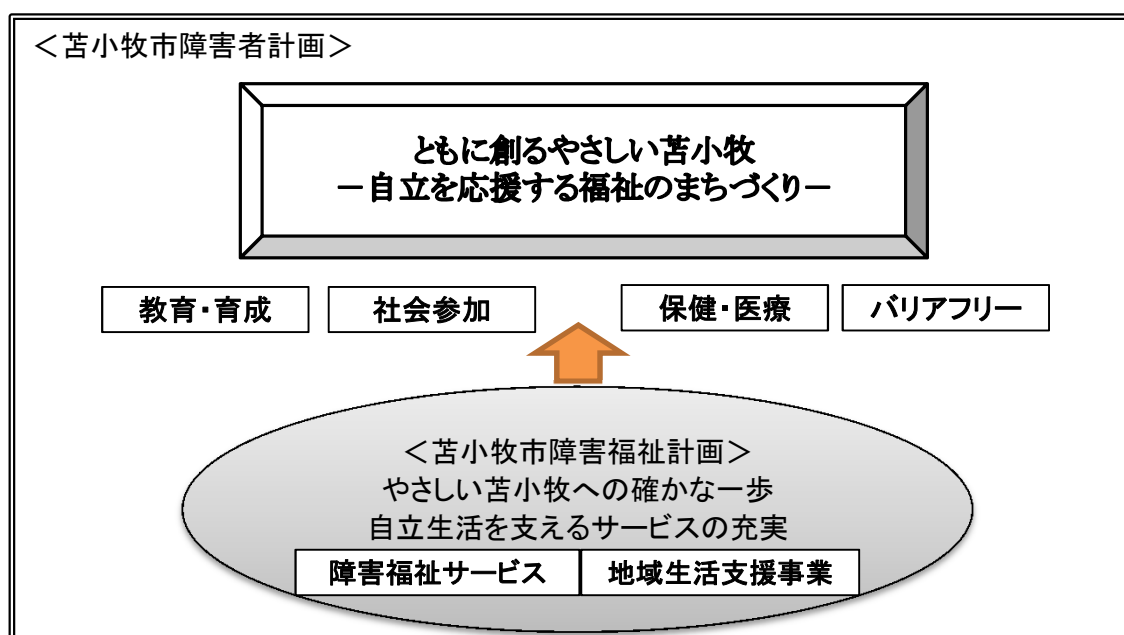 ＜苫小牧市障害者計画＞
ともに創るやさしい苫小牧
－自立を応援する福祉のまちづくり－
教育・育成
社会参加
保健・医療
バリアフリー
＜苫小牧市障害福祉計画＞
やさしい苫小牧への確かな一歩
自立生活を支えるサービスの充実
障害福祉サービス
地域生活支援事業